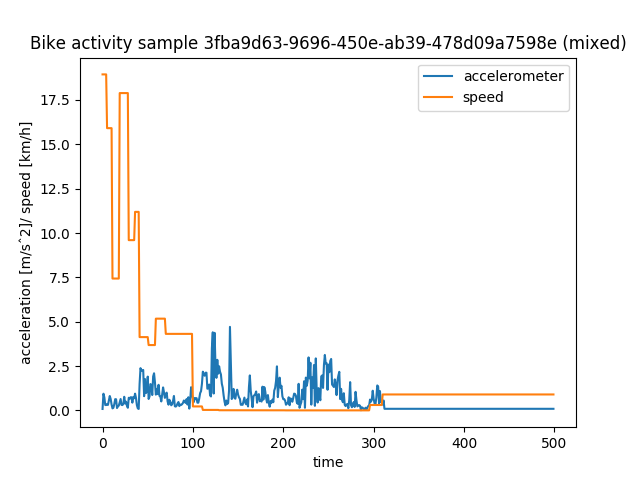 Bike activity sample 3fba9d63-9696-450e-ab39-478d09a7598e (mixed)
accelerometer
speed
acceleration [m/s^2]/ speed [km/h]
17.5
15.0
12.5
10.0
7.5
5.0
2.5
0.0
0 100 200 300 400 500
time